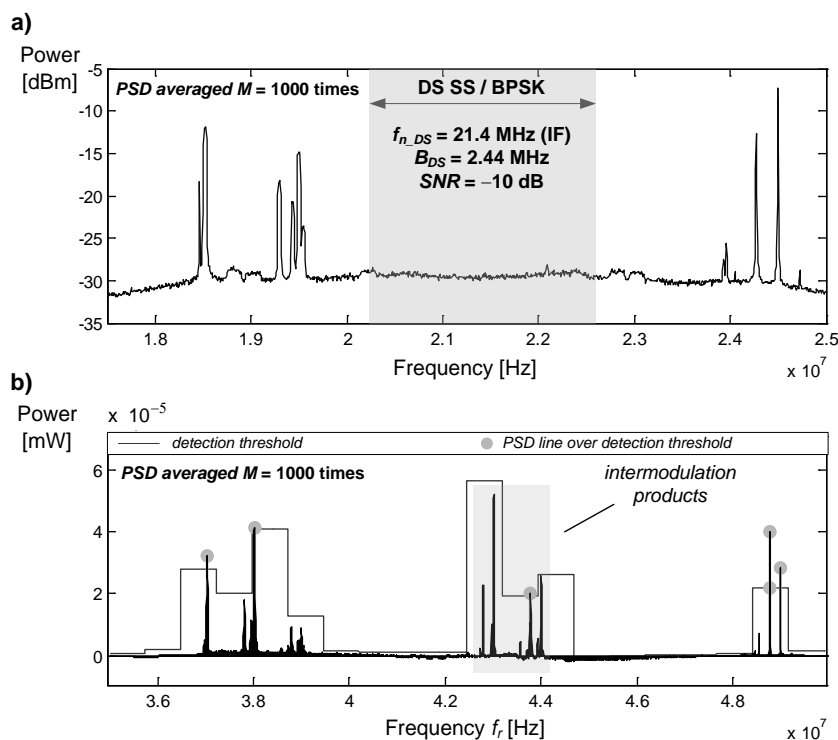 a)
Power
[dBm]
-5
-10
-15
-20
-25
-30
-35
PSD averaged M = 1000 times
DS SS / BPSK
f_{n_DS} = 21.4 MHz (IF)
B_{DS} = 2.44 MHz
SNR = −10 dB
1.8 1.9 2 2.1 2.2 2.3 2.4 2.5
Frequency [Hz]
x 10^7
b)
Power
[mW]
x 10^{-5}
detection threshold
PSD line over detection threshold
PSD averaged M = 1000 times
intermodulation
products
6
4
2
0
3.6 3.8 4 4.2 4.4 4.6 4.8
Frequency f_r [Hz]
x 10^7